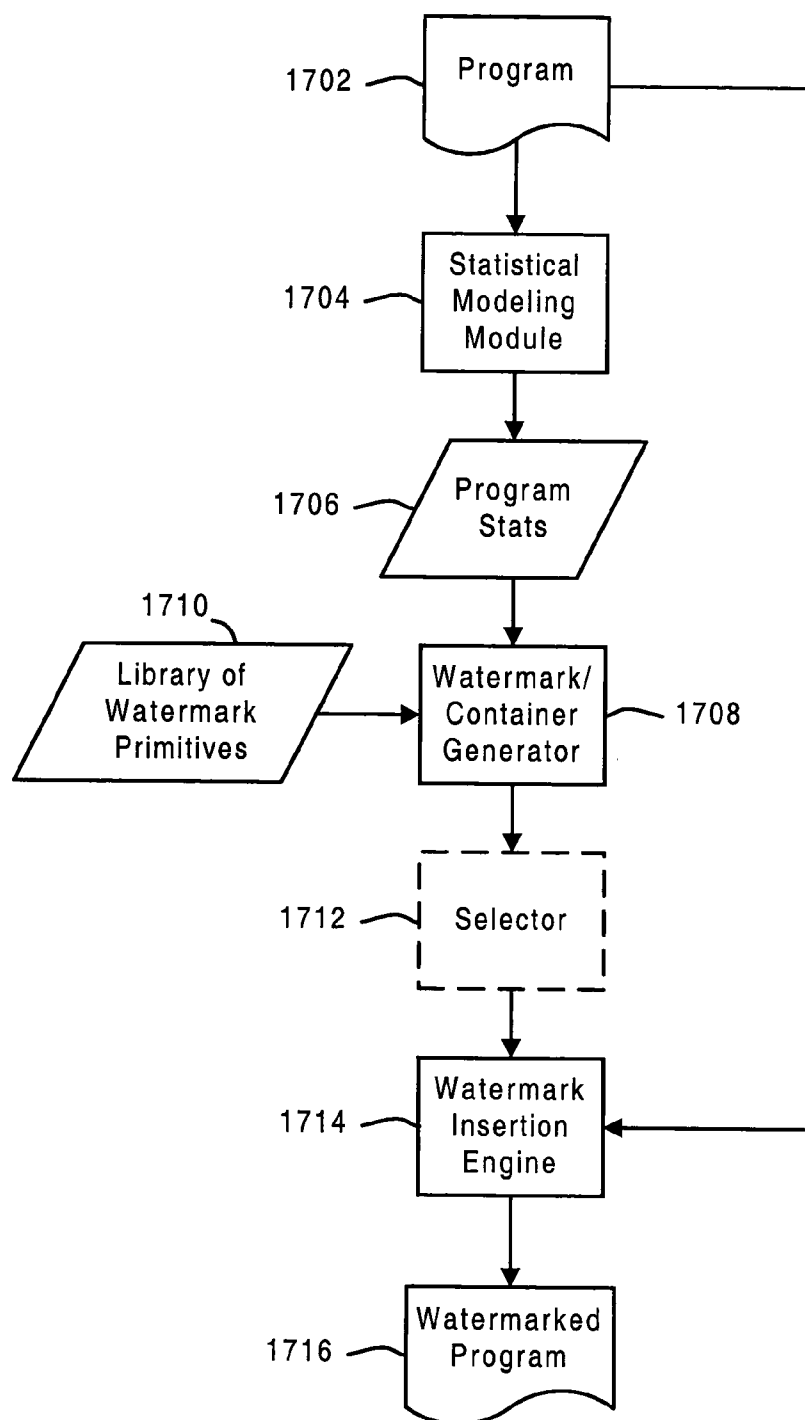 1702
Program
1704
Statistical
Modeling
Module
1706
Program
Stats
1710
Library of
Watermark
Primitives
Watermark/
Container
Generator
1708
1712
Selector
1714
Watermark
Insertion
Engine
1716
Watermarked
Program